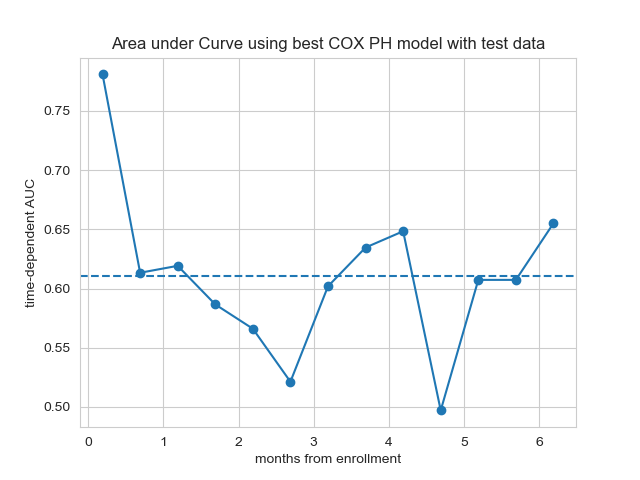 Area under Curve using best COX PH model with test data
time-dependent AUC
0.75
0.70
0.65
0.60
0.55
0.50
0 1 2 3 4 5 6
months from enrollment